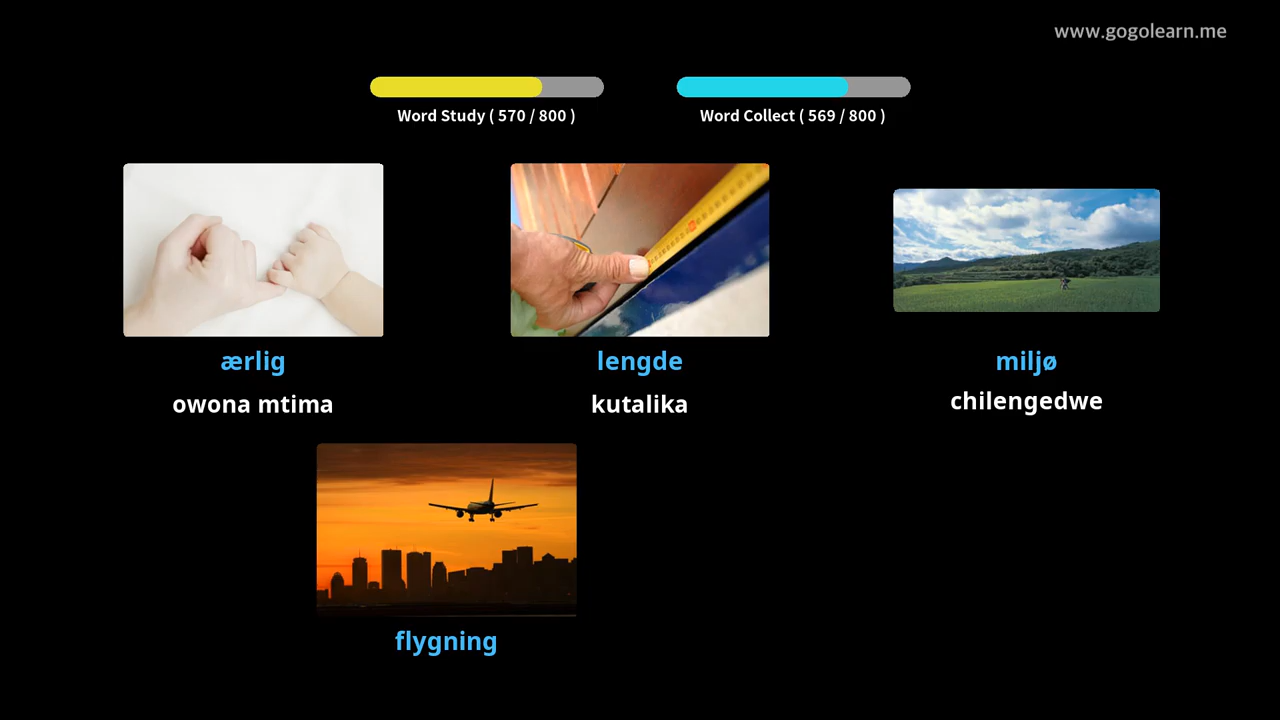 www.gogolearn.me
Word Study ( 570 / 800 )
Word Collect ( 569 / 800 )
ærlig
lengde
miljø
owona mtima
kutalika
chilengedwe
flygning